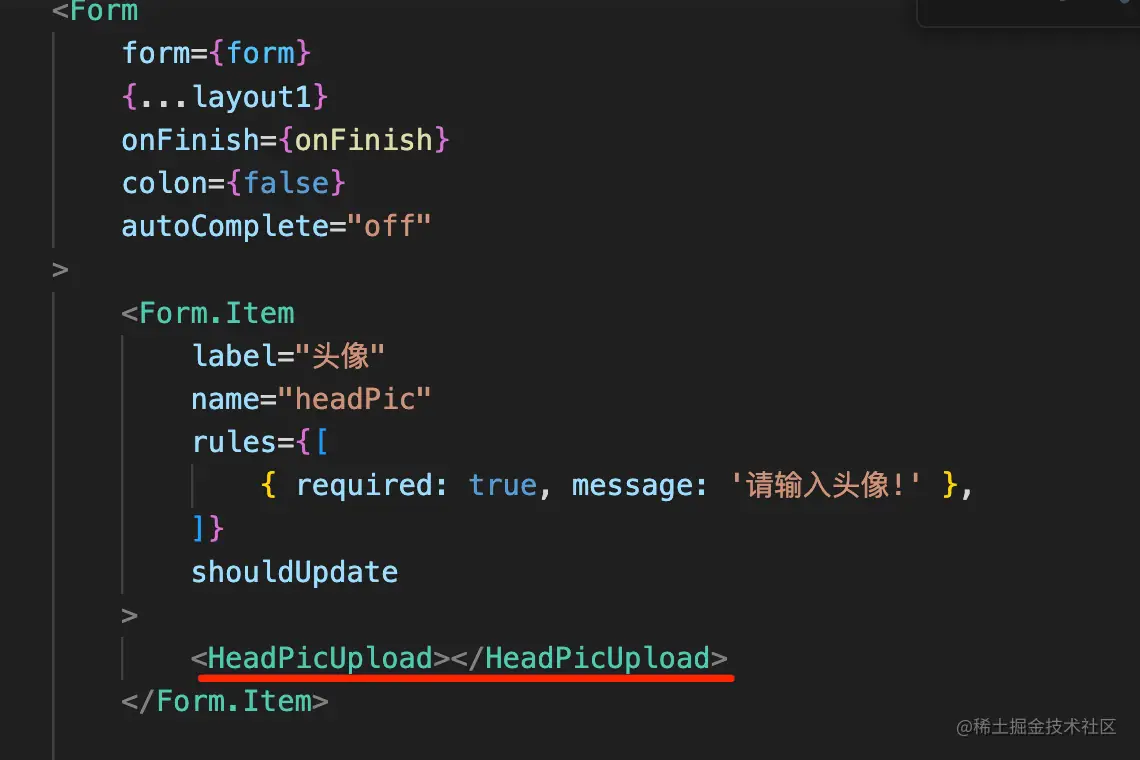 <Form
form={form}
{...layout1}
onFinish={onFinish}
colon={false}
autoComplete="off"
>
<Form.Item
label="头像"
name="headPic"
rules={[
{ required: true, message: '请输入头像!' },
]}
shouldUpdate
>
<HeadPicUpload></HeadPicUpload>
</Form.Item>
@稀土掘金技术社区